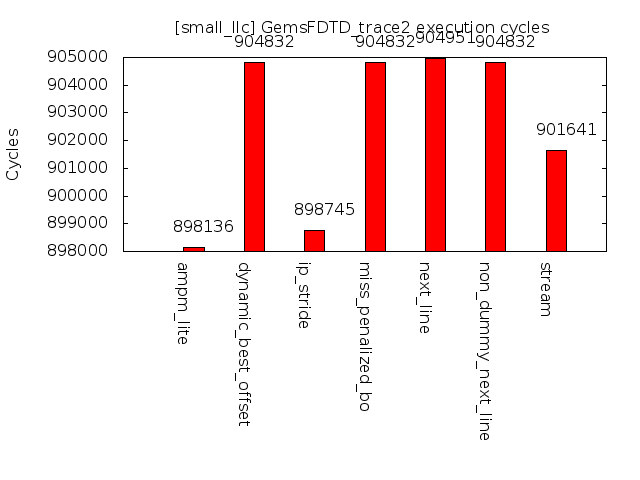 [small_llc] GemsFDTD_trace2 execution cycles
904832
904832
904951
904832
905000
904000
903000
902000
901000
900000
899000
898000
901641
898745
898136
Cycles
ampm_lite
dynamic_best_offset
ip_stride
miss_penalized_bo
next_line
non_dummy_next_line
stream